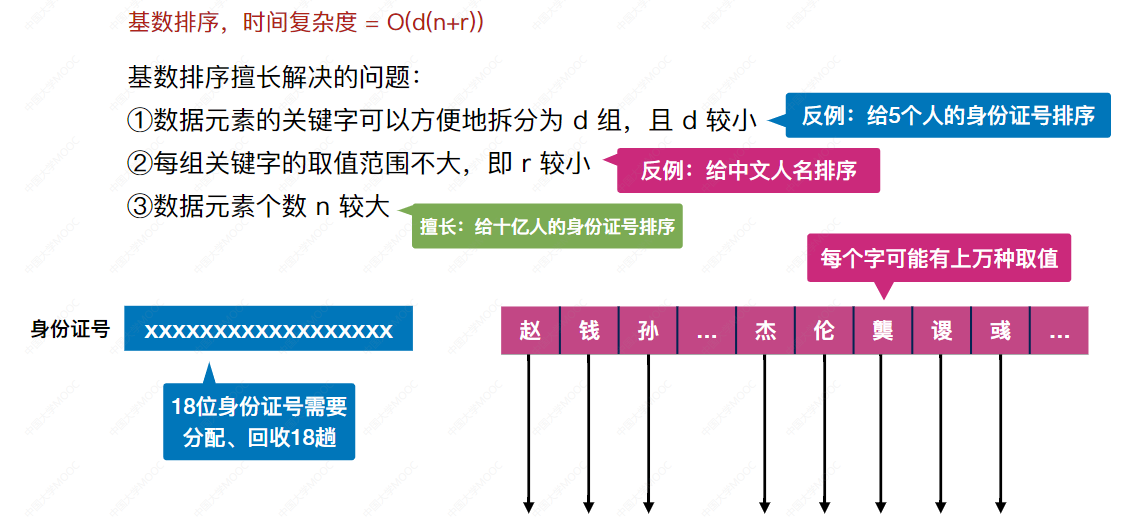 基数排序，时间复杂度 = O(d(n+r))
基数排序擅长解决的问题：
①数据元素的关键字可以方便地拆分为 d 组，且 d 较小
反例：给5个人的身份证号排序
②每组关键字的取值范围不大，即 r 较小
反例：给中文人名排序
③数据元素个数 n 较大
擅长：给十亿人的身份证号排序
每个字可能有上万种取值
身份证号
xxxxxxxxxxxxxxxxxx
赵 钱 孙 ... 杰 伦 龑 谡 彧 ...
18位身份证号需要
分配、回收18趟